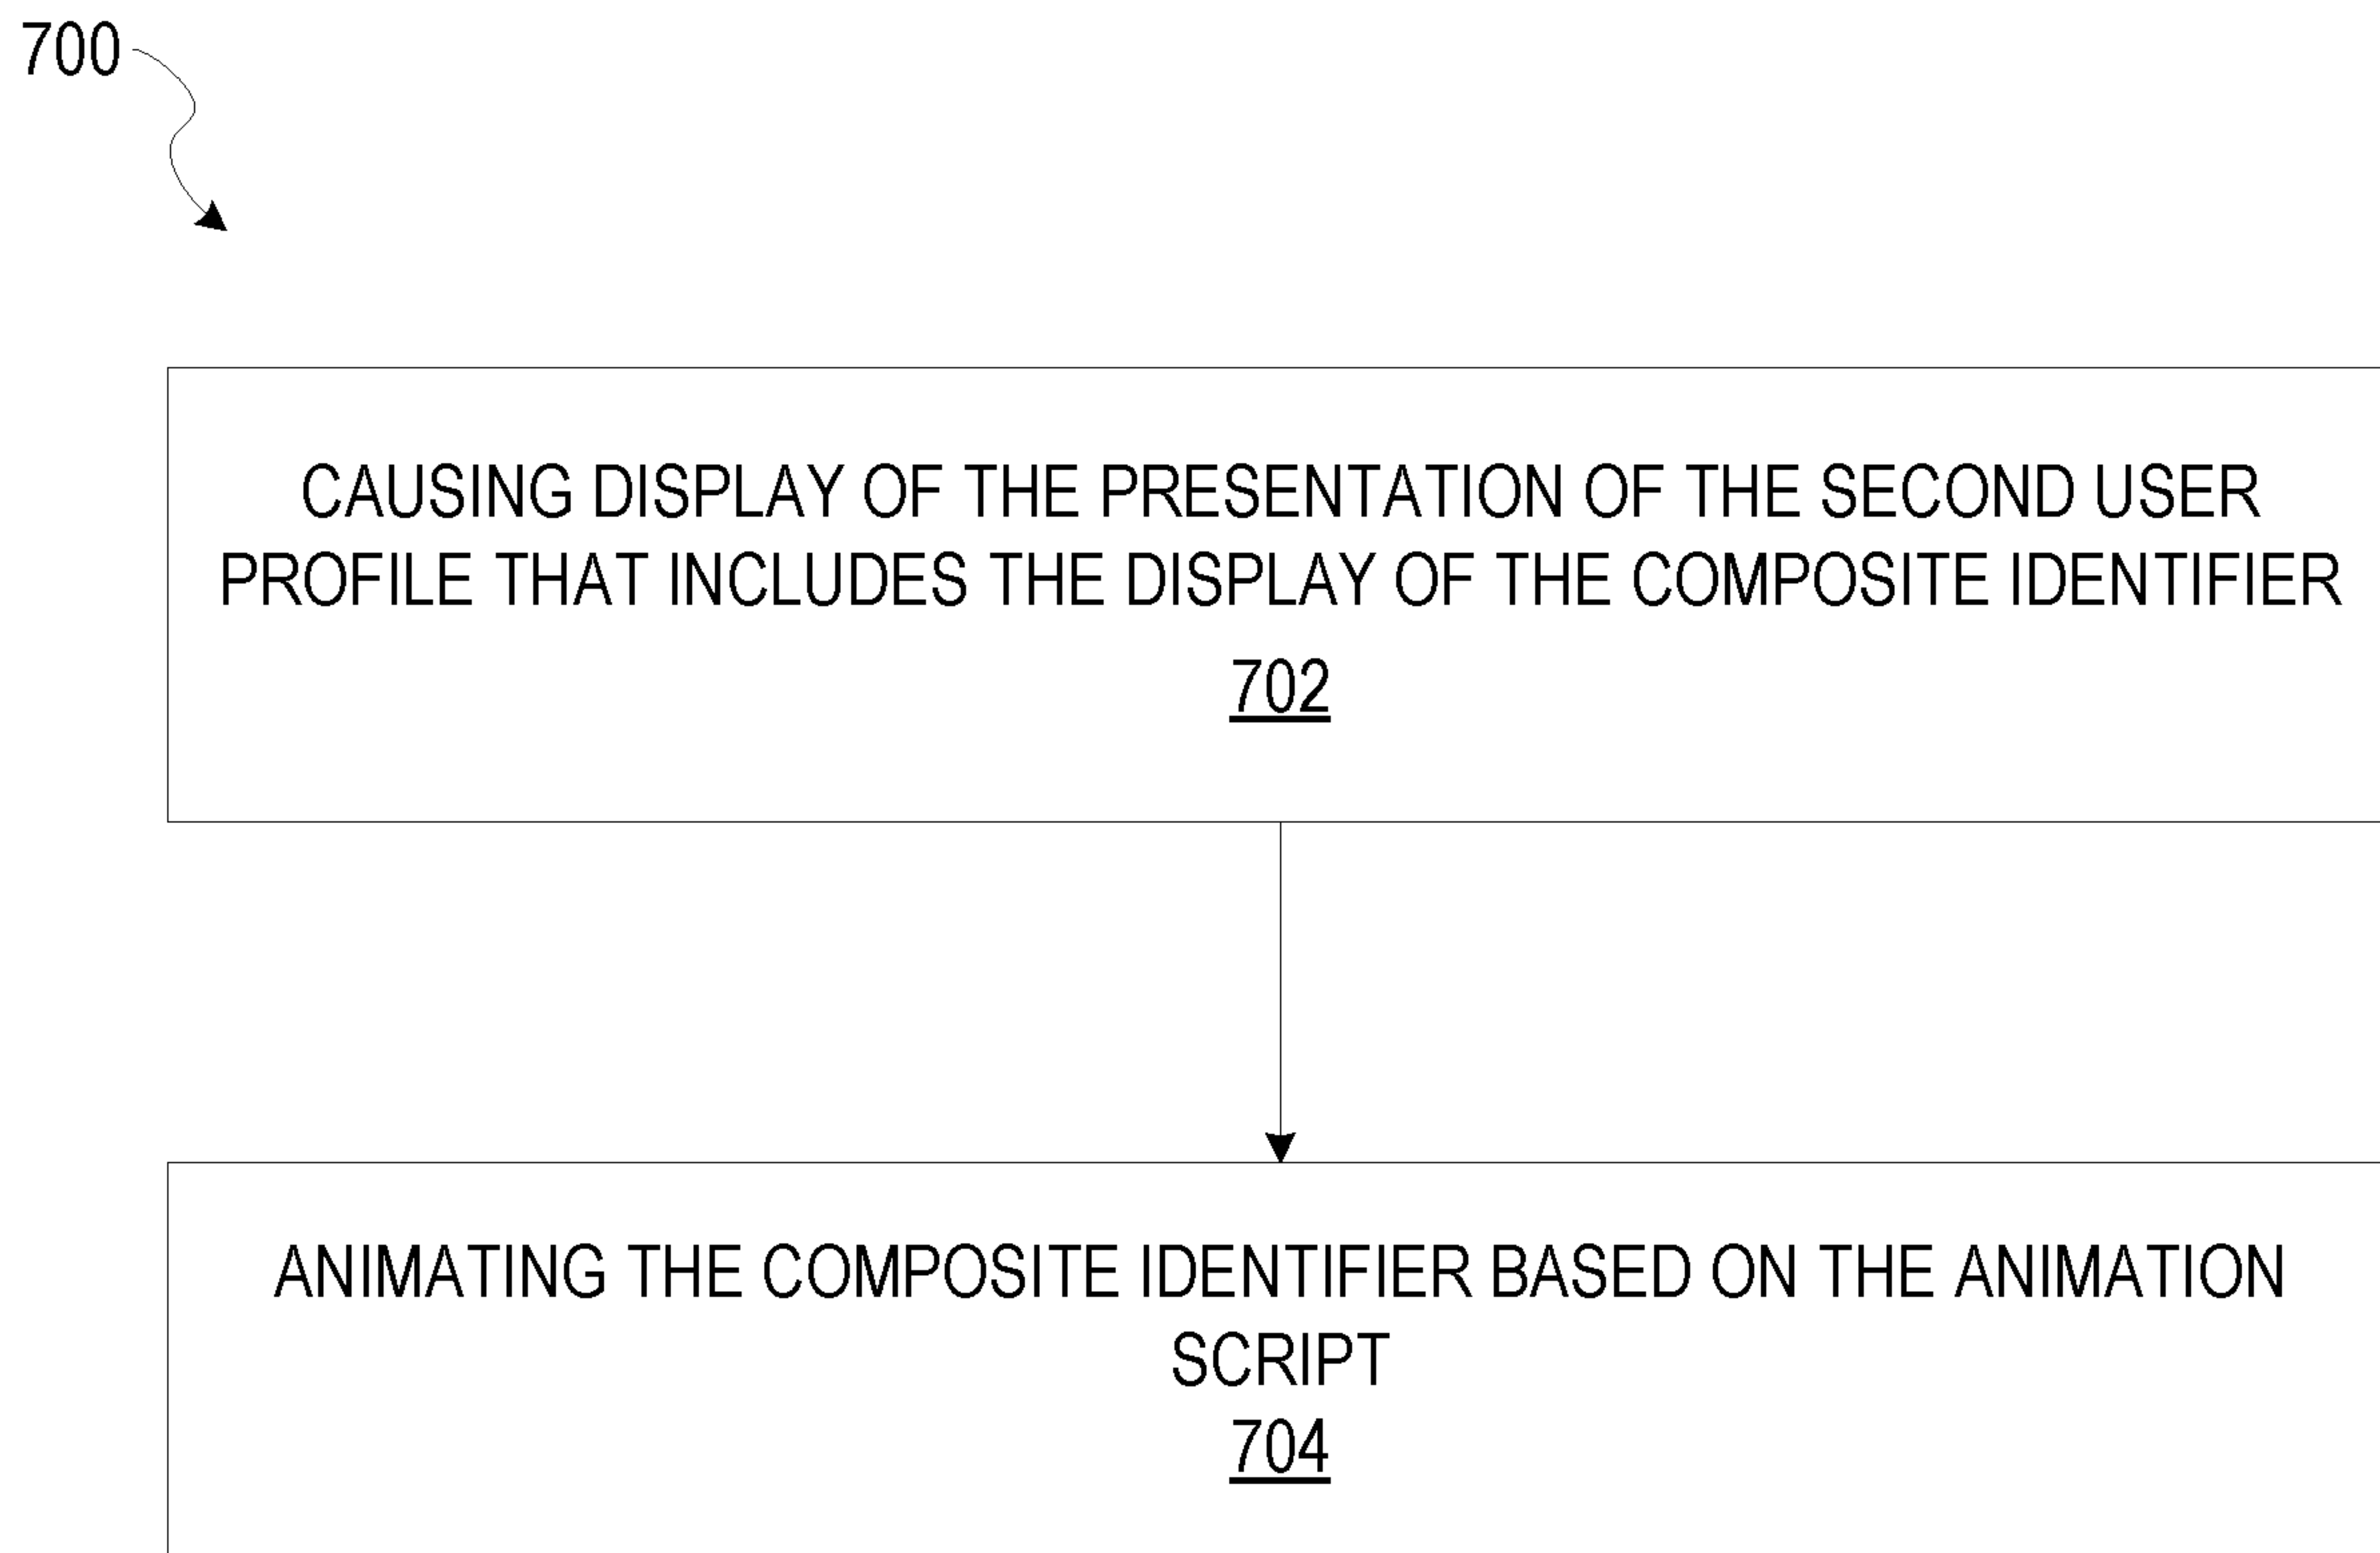 700
CAUSING DISPLAY OF THE PRESENTATION OF THE SECOND USER
PROFILE THAT INCLUDES THE DISPLAY OF THE COMPOSITE IDENTIFIER
702
ANIMATING THE COMPOSITE IDENTIFIER BASED ON THE ANIMATION
SCRIPT
704